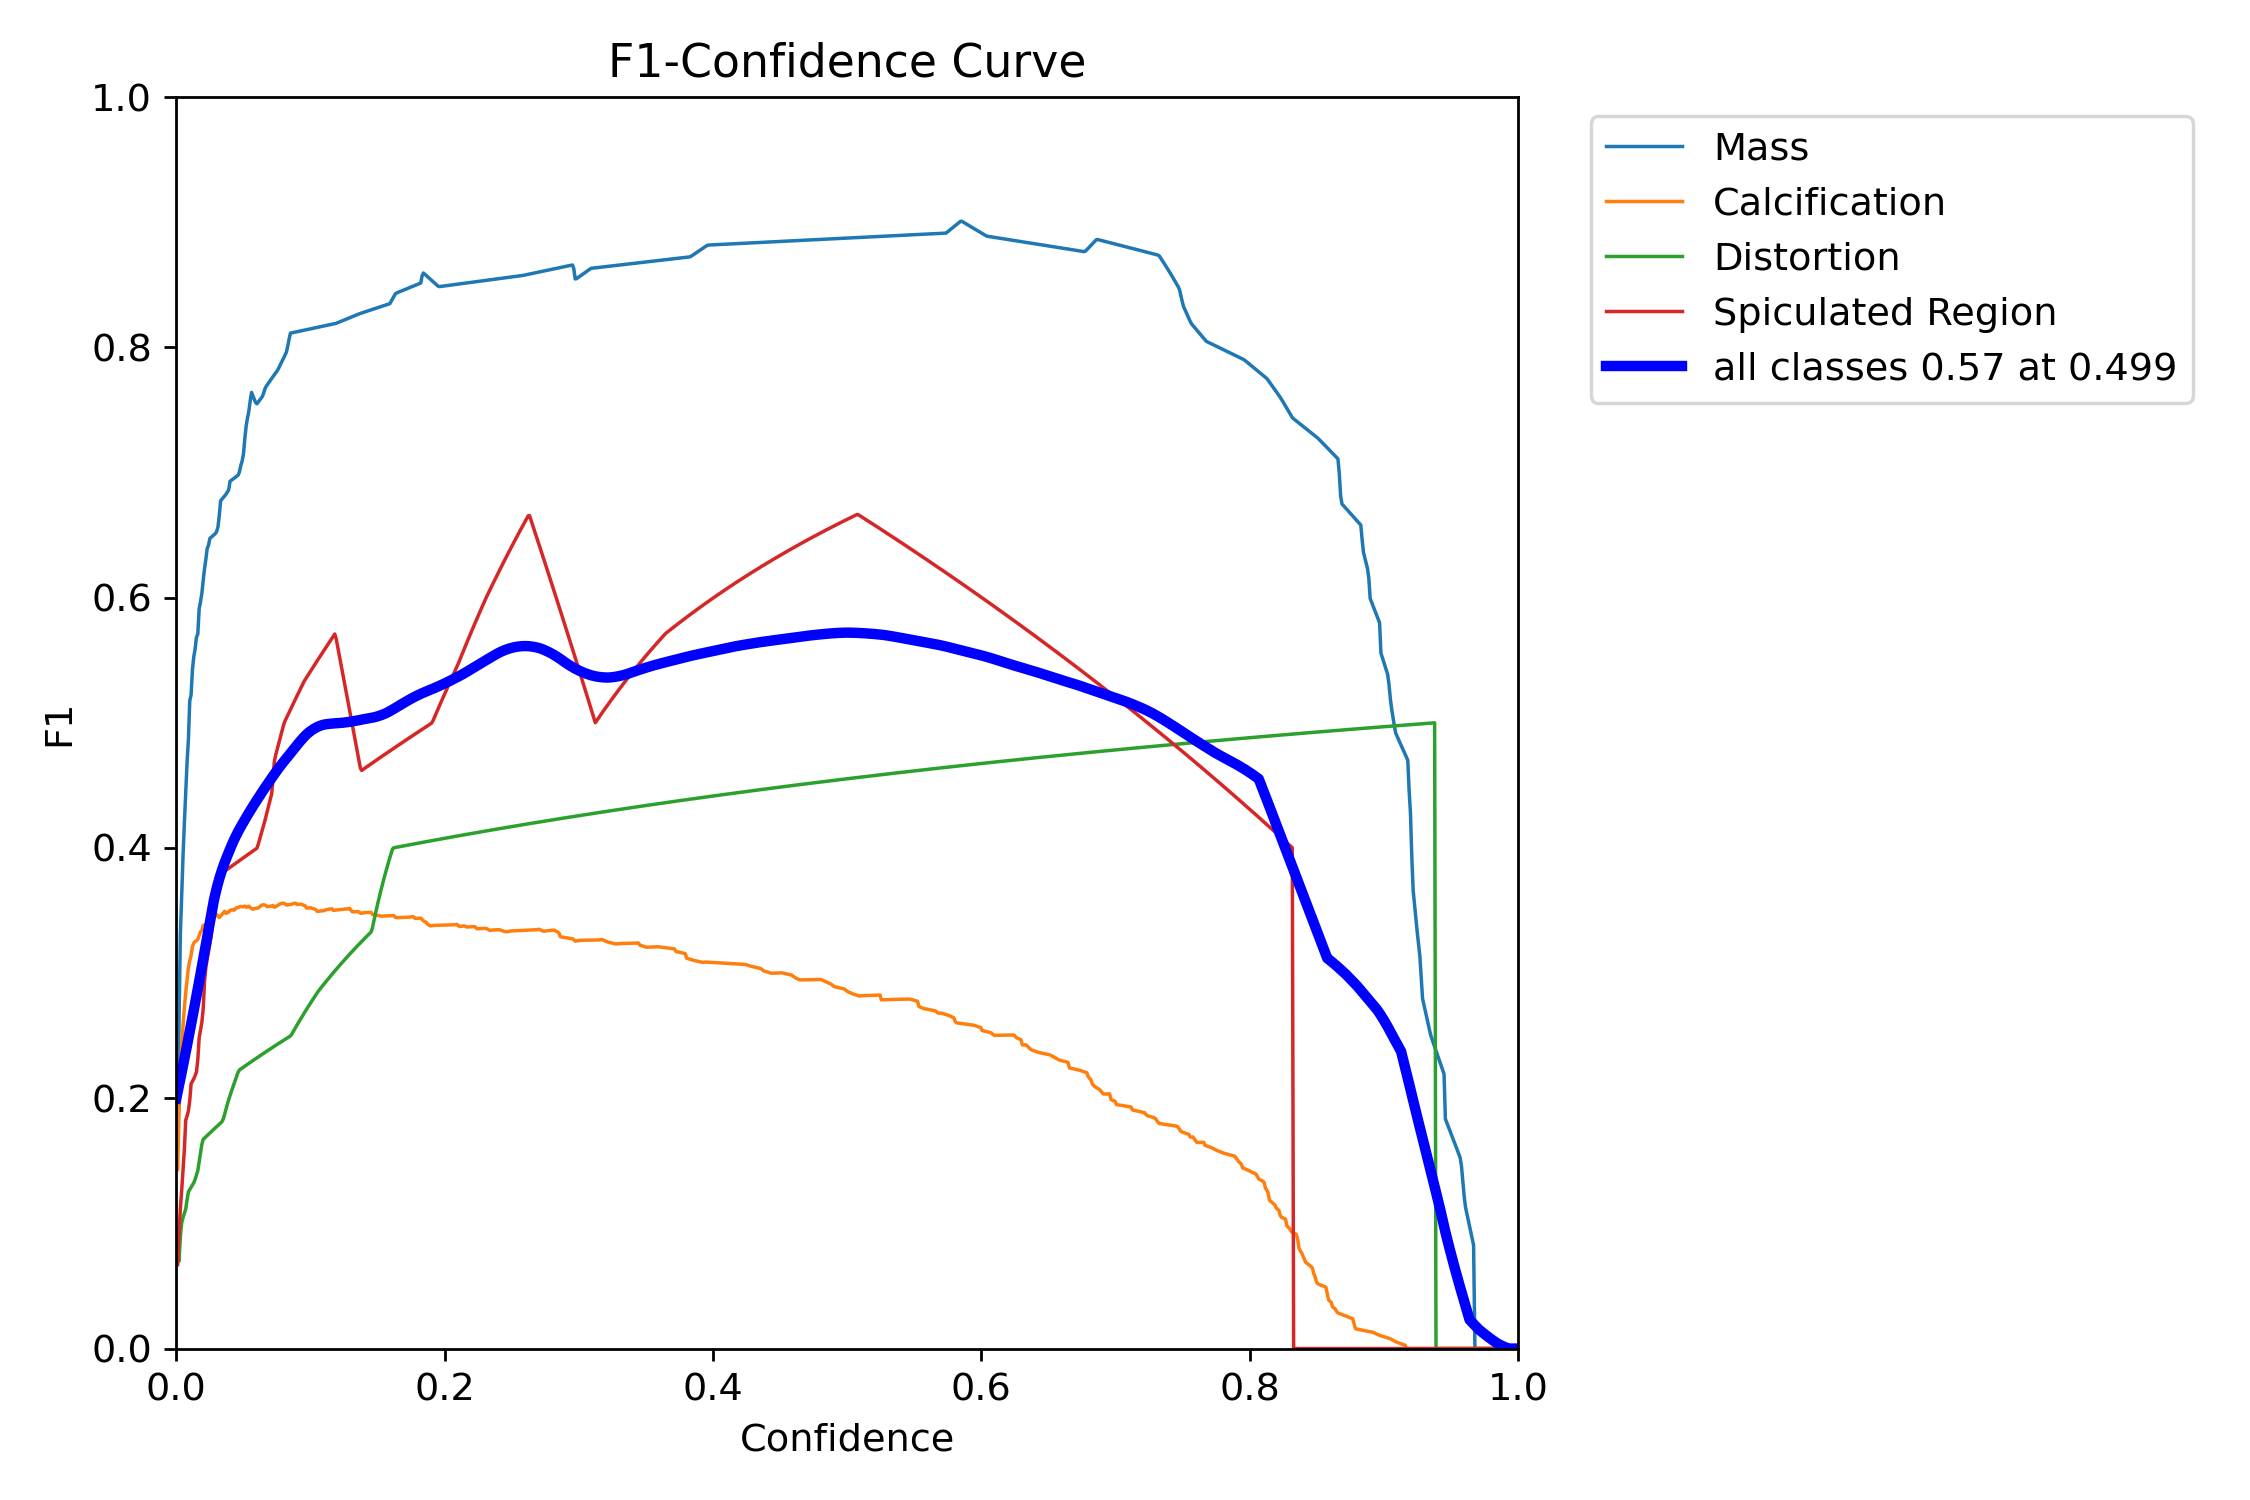 F1-Confidence Curve
1.0
0.8
0.6
0.4
0.2
0.0
F1
0.0 0.2 0.4 0.6 0.8 1.0
Confidence
Mass
Calcification
Distortion
Spiculated Region
all classes 0.57 at 0.499